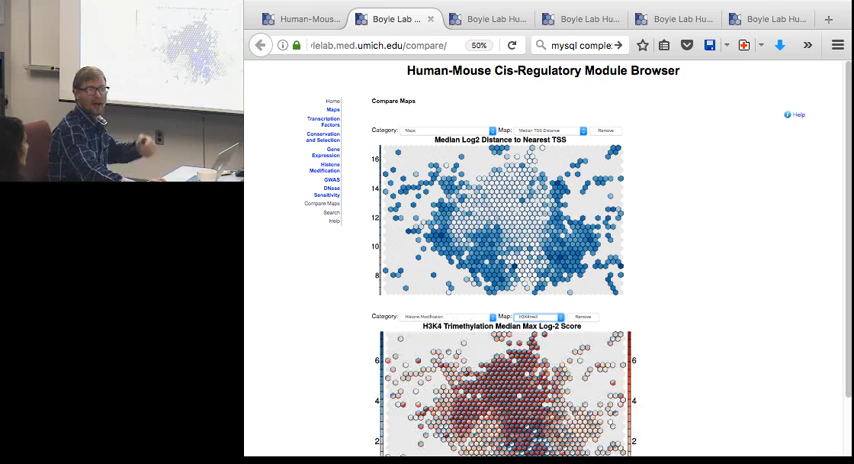 Human-Mous...
Boyle Lab ...
Boyle Lab Hu...
Boyle Lab Hu...
Boyle Lab Hu...
Boyle Lab Hu...
lelab.med.umich.edu/compare/
50%
mysql comple
Human-Mouse Cis-Regulatory Module Browser
Home
Maps
Transcription
Factors
Conservation
and Selection
Gene
Expression
Histone
Modification
GWAS
DNase
Sensitivity
Compare Maps
Search
Help
Compare Maps
Help
Category: Maps Map: Median TSS Distance Remove
Median Log2 Distance to Nearest TSS
16
14
12
10
8
Category: Histone Modification Map: H3K4me3 Remove
H3K4 Trimethylation Median Max Log-2 Score
6 6
4 4
2 2